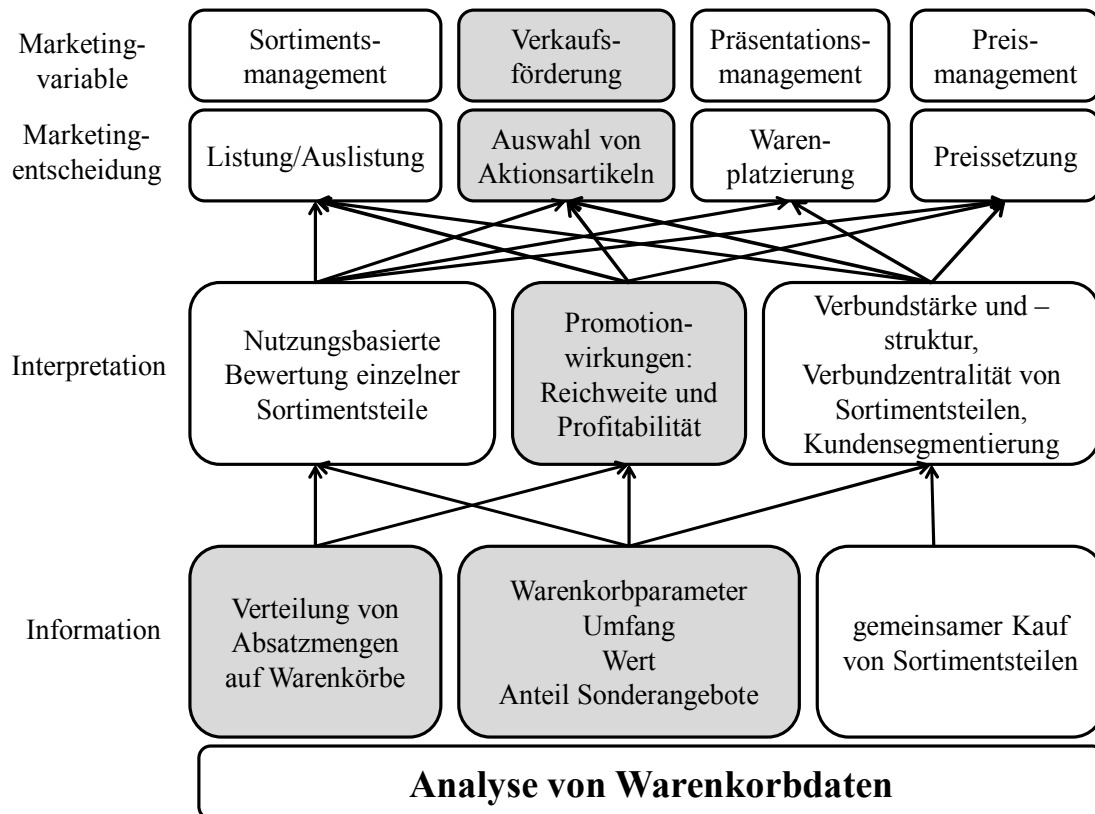 Marketing-
variable
Sortiments-
management
Verkaufs-
förderung
Präsentations-
management
Preis-
management
Marketing-
entscheidung
Listung/Auslistung
Auswahl von
Aktionsartikeln
Waren-
platzierung
Preissetzung
Interpretation
Nutzungsbasierte
Bewertung einzelner
Sortimentsteile
Promotion-
wirkungen:
Reichweite und
Profitabilität
Verbundstärke und –
struktur,
Verbundzentralität von
Sortimentsteilen,
Kundensegmentierung
Information
Verteilung von
Absatzmengen
auf Warenkörbe
Warenkorbparameter
Umfang
Wert
Anteil Sonderangebote
gemeinsamer Kauf
von Sortimentsteilen
Analyse von Warenkorbdaten